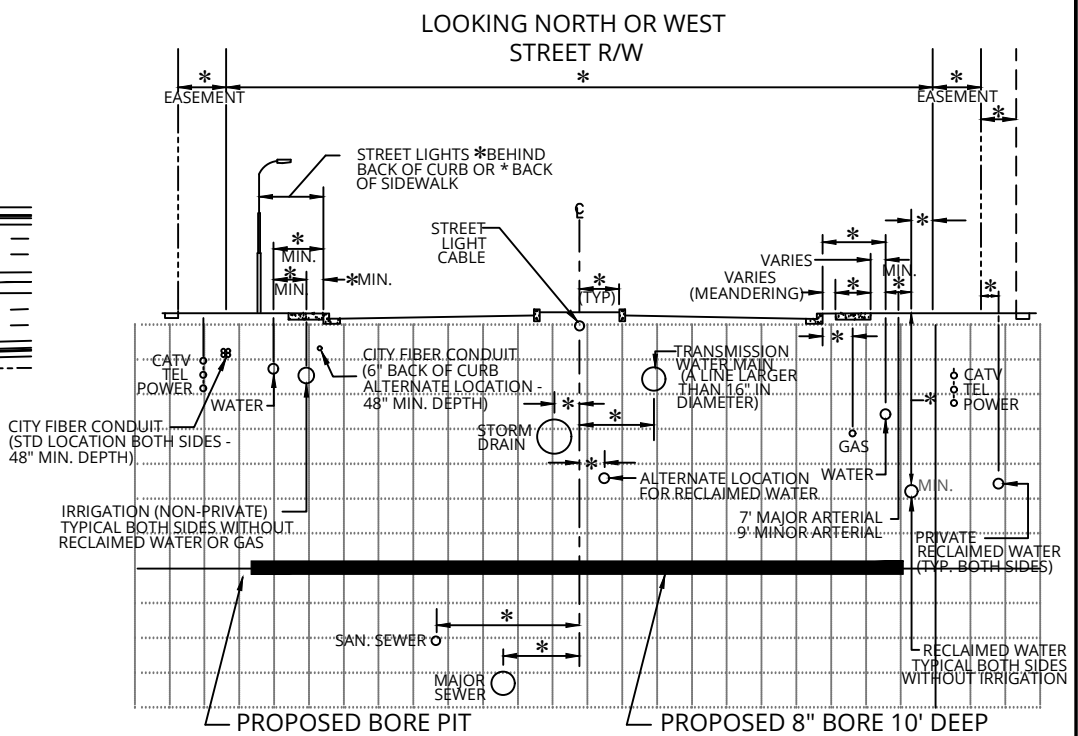 LOOKING NORTH OR WEST
STREET R/W
*
*
*
EASEMENT
EASEMENT
*
STREET LIGHTS *BEHIND
BACK OF CURB OR * BACK
OF SIDEWALK
℄
STREET
LIGHT
CABLE
*
MIN.
*
MIN.
*MIN.
*
(TYP)
*
*
VARIES
MIN.
VARIES
(MEANDERING)
*
*
*
CATV
TEL
POWER
WATER
CITY FIBER CONDUIT
(6" BACK OF CURB
ALTERNATE LOCATION -
48" MIN. DEPTH)
TRANSMISSION
WATER MAIN
(A LINE LARGER
THAN 16" IN
DIAMETER)
*
CATV
TEL
POWER
*
*
*
CITY FIBER CONDUIT
(STD LOCATION BOTH SIDES -
48" MIN. DEPTH)
STORM
DRAIN
GAS
*
ALTERNATE LOCATION
FOR RECLAIMED WATER
WATER
MIN.
IRRIGATION (NON-PRIVATE)
TYPICAL BOTH SIDES WITHOUT
RECLAIMED WATER OR GAS
7' MAJOR ARTERIAL
9' MINOR ARTERIAL
PRIVATE
RECLAIMED WATER
(TYP. BOTH SIDES)
*
SAN. SEWER
*
MAJOR
SEWER
RECLAIMED WATER
TYPICAL BOTH SIDES
WITHOUT IRRIGATION
PROPOSED BORE PIT
PROPOSED 8" BORE 10' DEEP